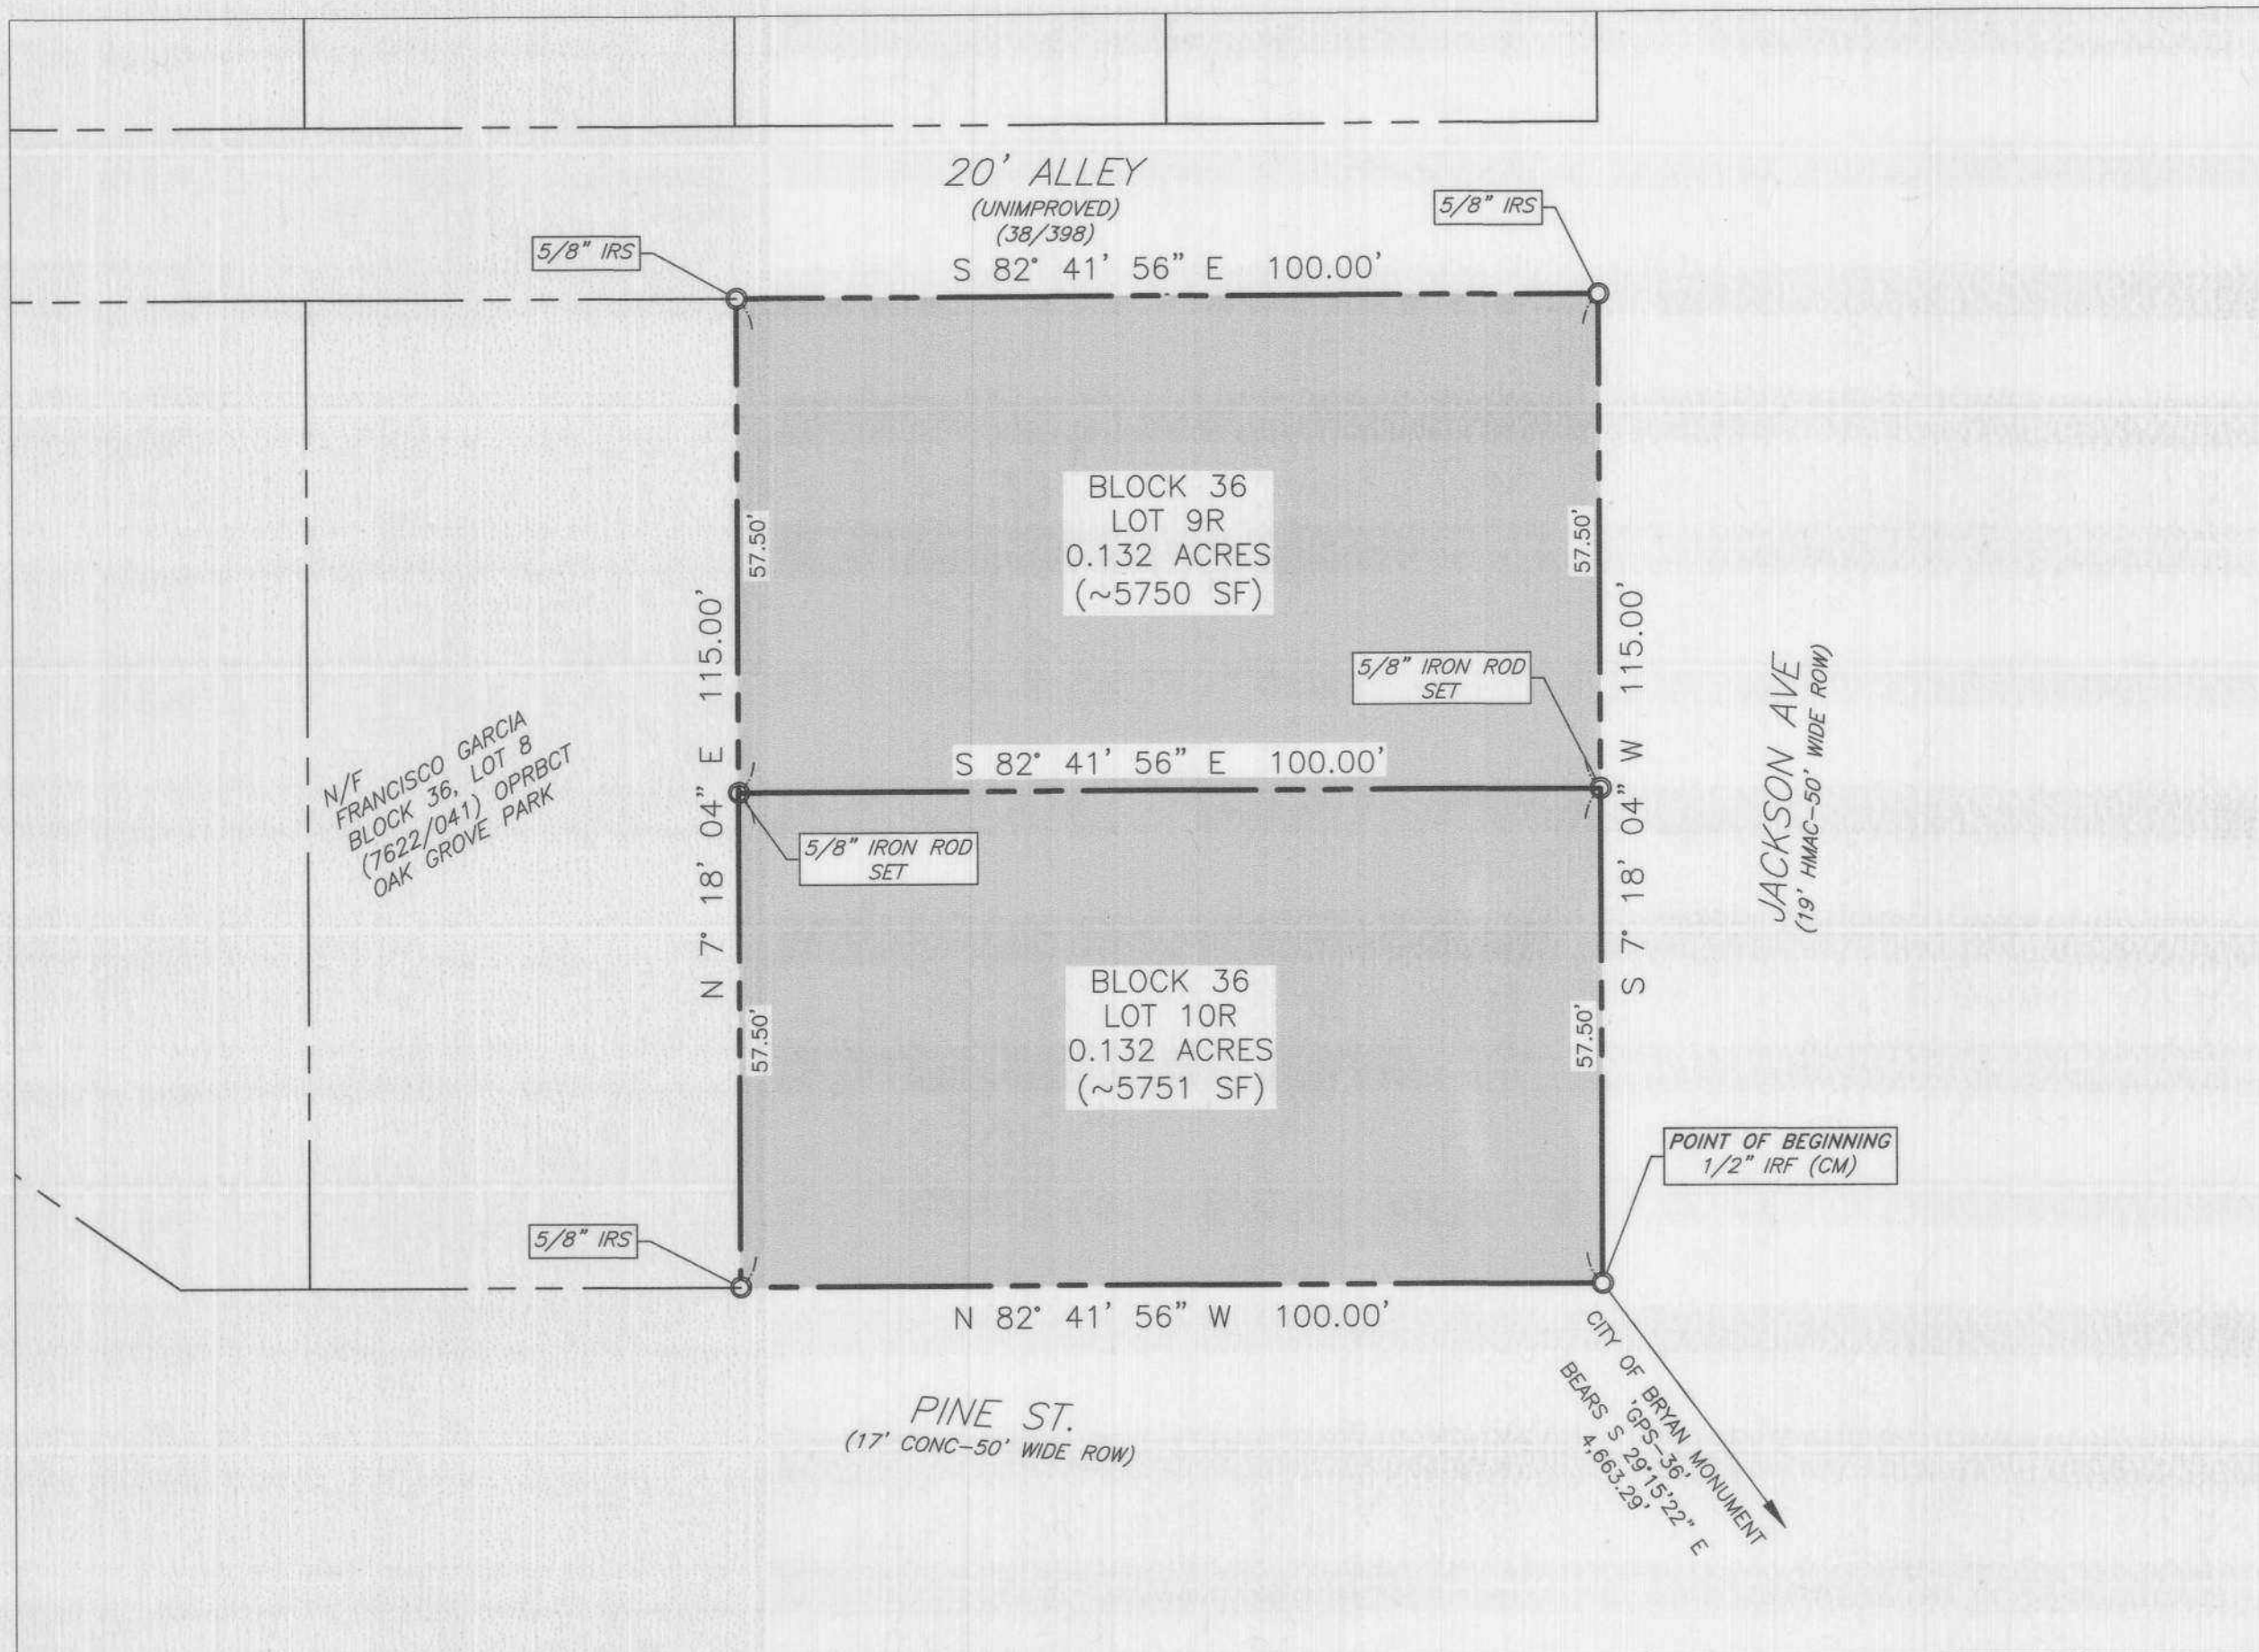 20' ALLEY
(UNIMPROVED)
(38/398)
S 82° 41' 56" E 100.00'
5/8" IRS
5/8" IRS
BLOCK 36
LOT 9R
0.132 ACRES
(~5750 SF)
57.50'
57.50'
N 7° 18' 04" E 115.00'
S 7° 18' 04" W 115.00'
5/8" IRON ROD
SET
S 82° 41' 56" E 100.00'
5/8" IRON ROD
SET
N/F
FRANCISCO GARCIA
BLOCK 36, LOT 8
(7622/041) OPRBCT
OAK GROVE PARK
JACKSON AVE
(19' HMAC-50' WIDE ROW)
BLOCK 36
LOT 10R
0.132 ACRES
(~5751 SF)
57.50'
57.50'
POINT OF BEGINNING
1/2" IRF (CM)
5/8" IRS
N 82° 41' 56" W 100.00'
PINE ST.
(17' CONC-50' WIDE ROW)
CITY OF BRYAN MONUMENT
'GPS-36'
BEARS S 29°15'22" E
4,663.29'